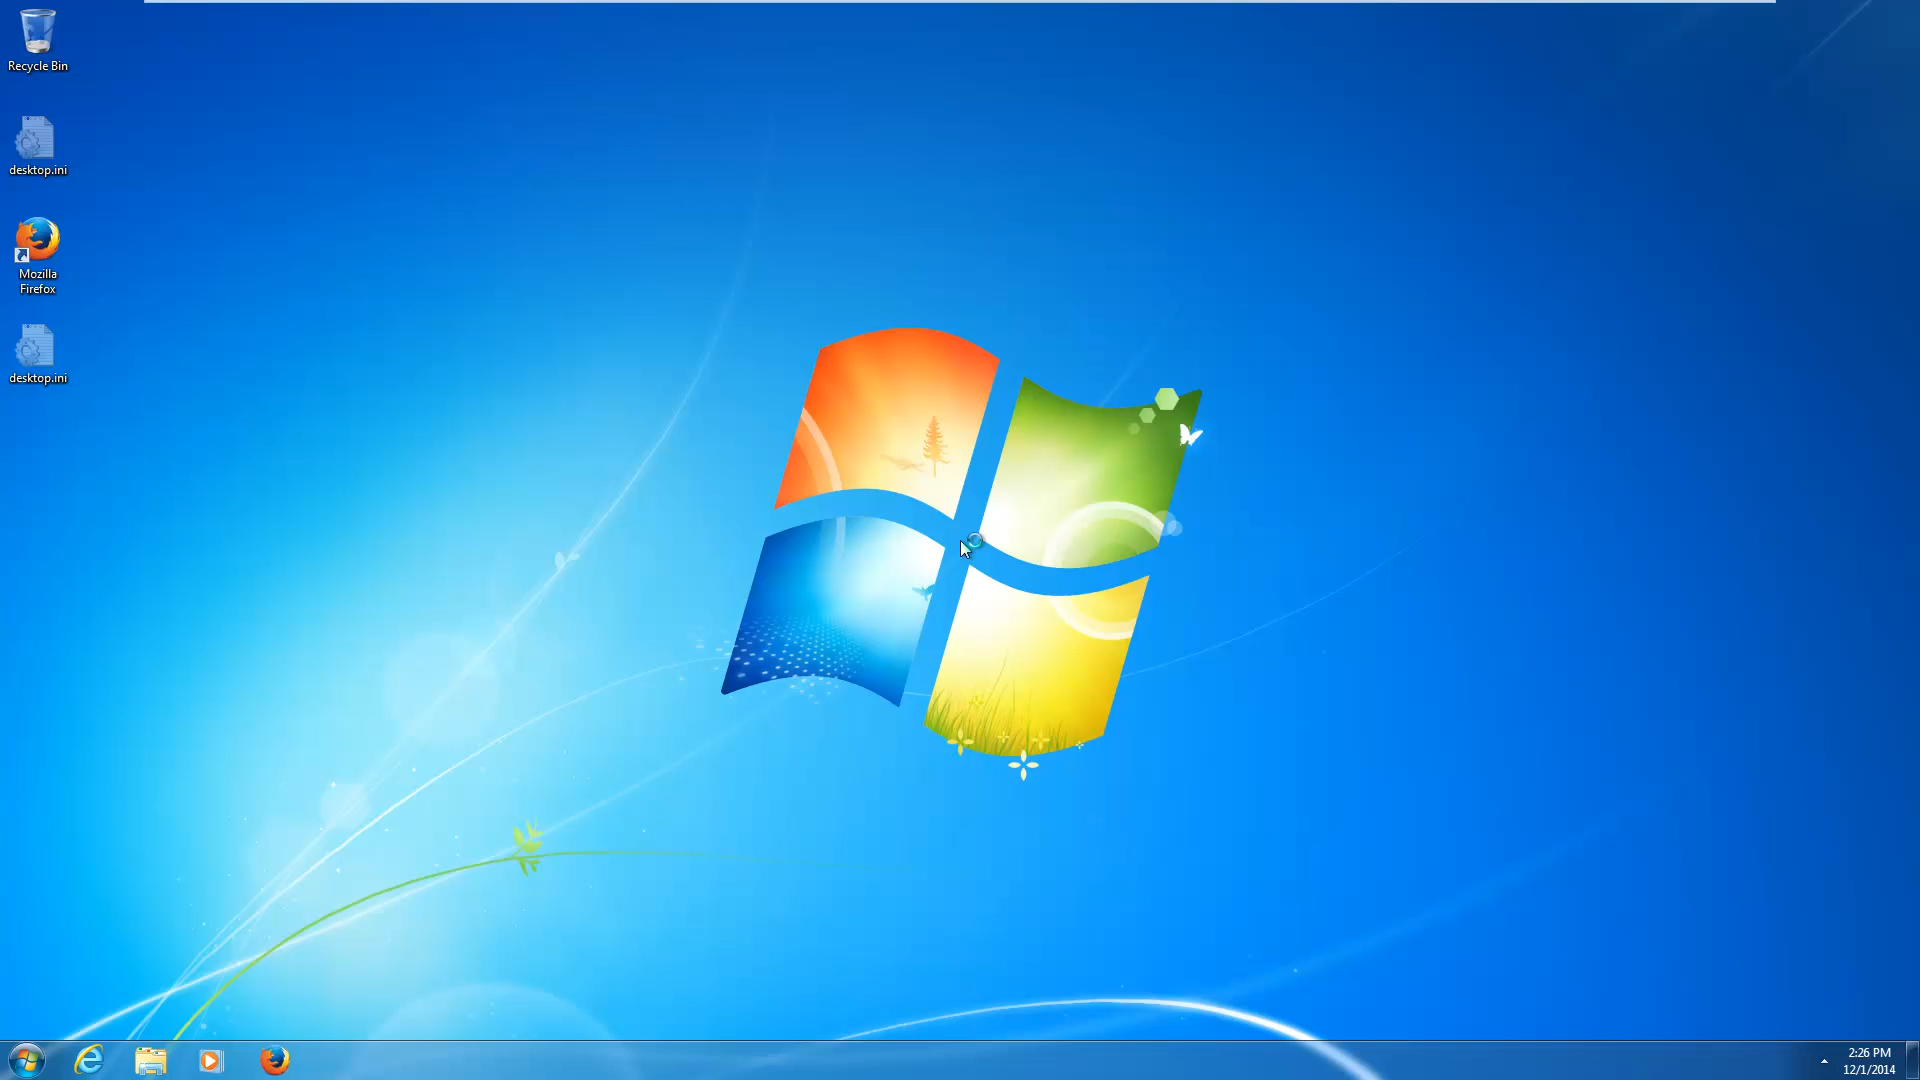 Recycle Bin
desktop.ini
Mozilla
Firefox
desktop.ini
2:26 PM
12/1/2014